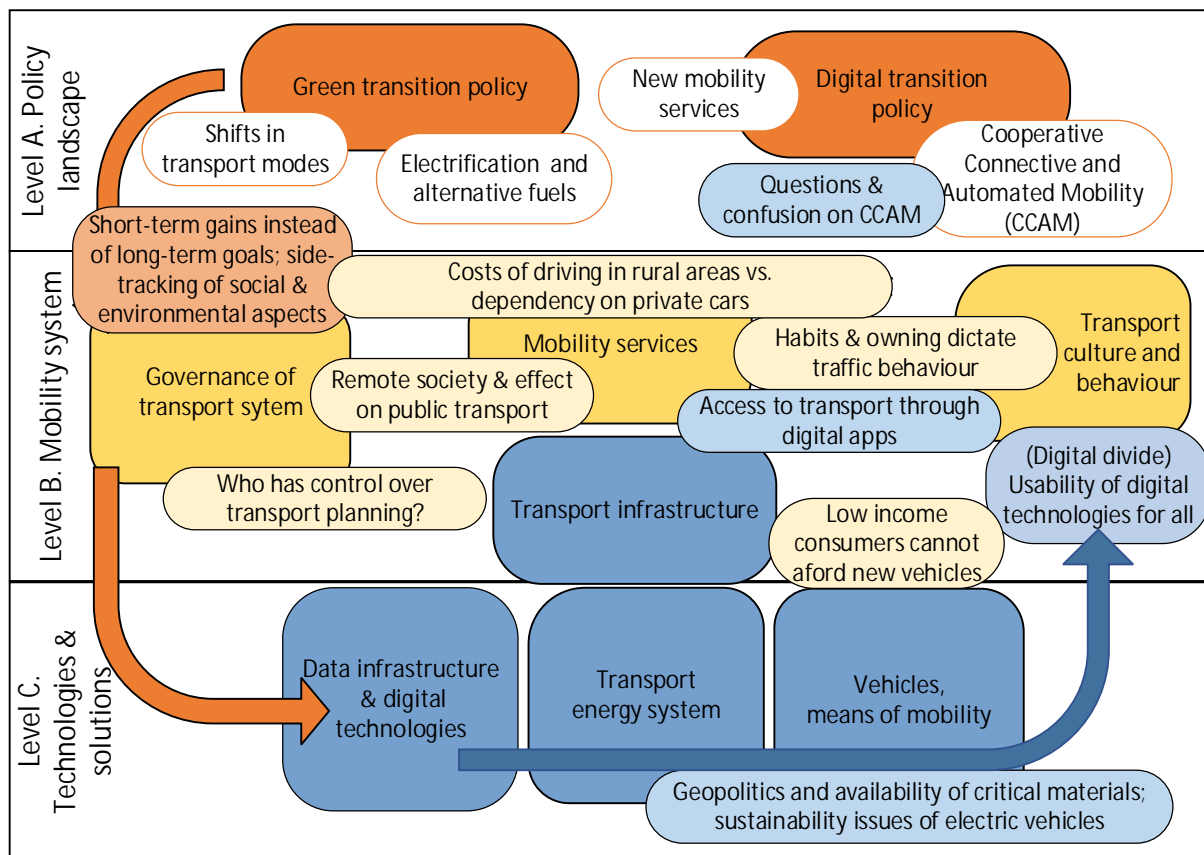 Level A. Policy
landscape
Green transition policy
Shifts in
transport modes
Electrification and
alternative fuels
New mobility
services
Digital transition
policy
Cooperative
Connective and
Automated Mobility
(CCAM)
Questions &
confusion on CCAM
Short-term gains instead
of long-term goals; side-
tracking of social &
environmental aspects
Level B. Mobility system
Costs of driving in rural areas vs.
dependency on private cars
Mobility services
Habits & owning dictate
traffic behaviour
Transport
culture and
behaviour
Governance of
transport sytem
Remote society & effect
on public transport
Access to transport through
digital apps
(Digital divide)
Usability of digital
technologies for all
Who has control over
transport planning?
Transport infrastructure
Low income
consumers cannot
aford new vehicles
Level C.
Technologies &
solutions
Data infrastructure
& digital
technologies
Transport
energy system
Vehicles,
means of mobility
Geopolitics and availability of critical materials;
sustainability issues of electric vehicles